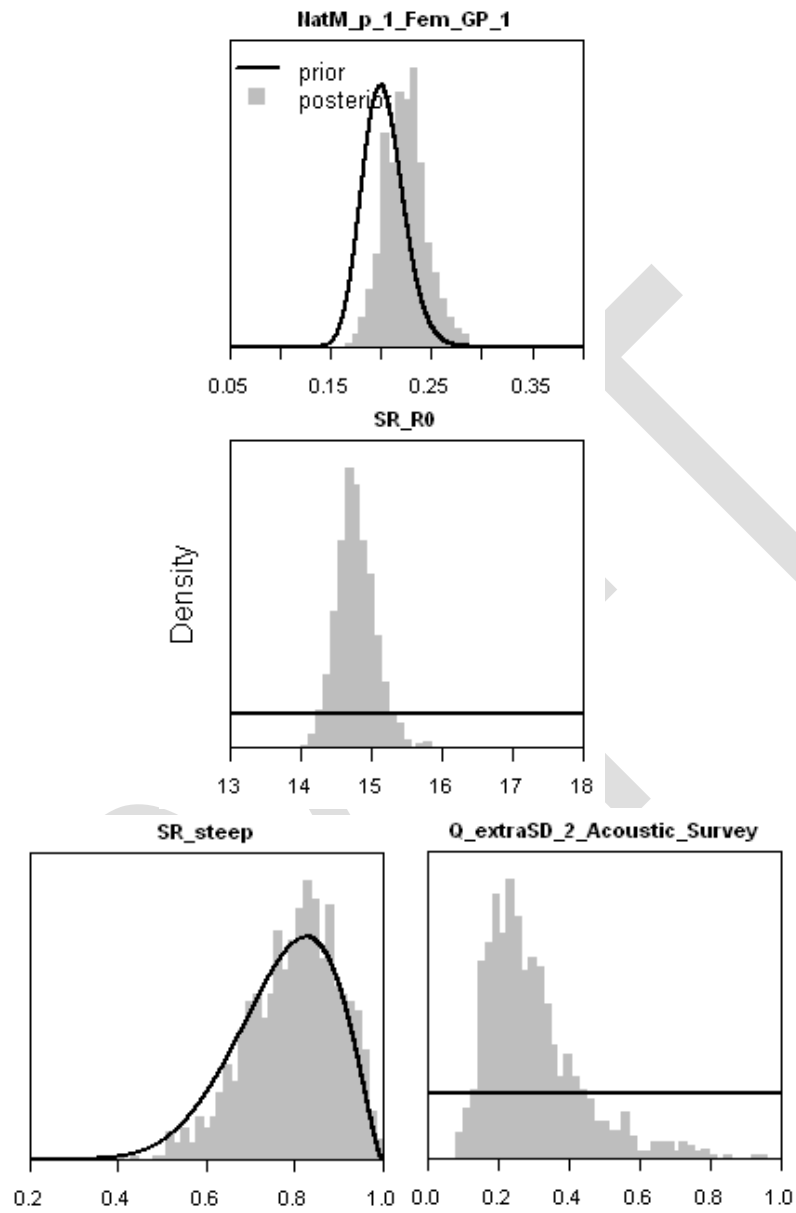 NatM_p_1_Fem_GP_1
prior
posterior
0.05 0.15 0.25 0.35
SR_R0
Density
13 14 15 16 17 18
SR_steep
0.2 0.4 0.6 0.8 1.0
Q_extraSD_2_Acoustic_Survey
0.0 0.2 0.4 0.6 0.8 1.0